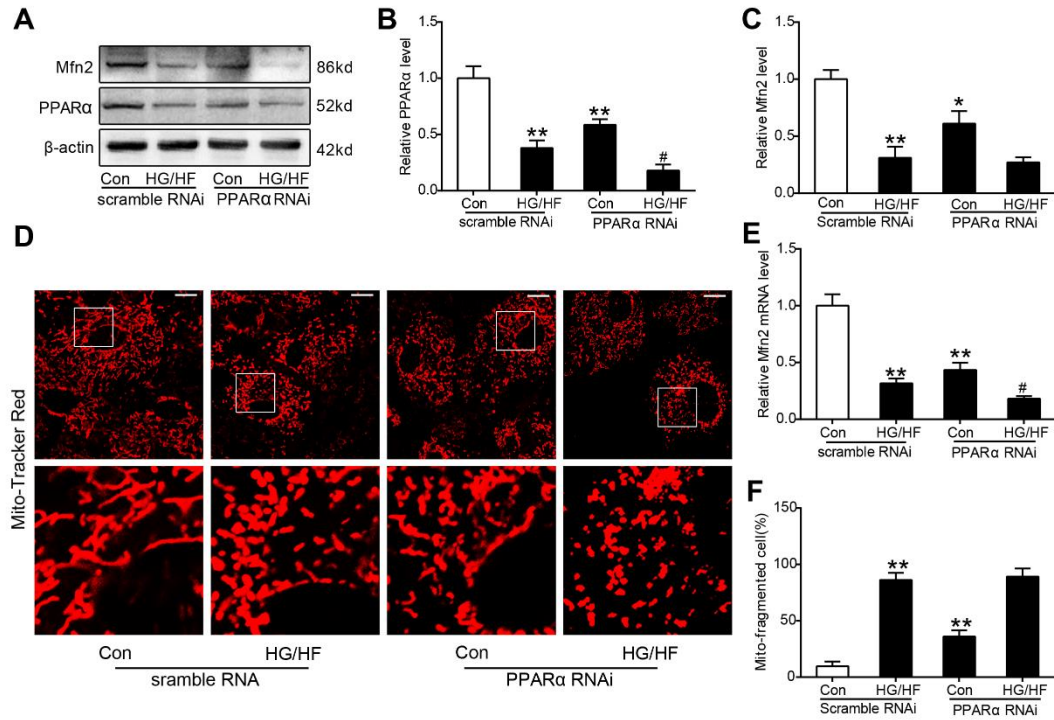 A
Mfn2
86kd
PPARα
52kd
β-actin
42kd
Con HG/HF Con HG/HF
scramble RNAi PPARα RNAi
B
Relative PPARα level
1.5
1.0
0.5
0.0
**
**
#
Con HG/HF Con HG/HF
scramble RNAi PPARα RNAi
C
Relative Mfn2 level
1.5
1.0
0.5
0.0
**
*
Con HG/HF Con HG/HF
Scramble RNAi PPARα RNAi
D
Mito-Tracker Red
Con HG/HF Con HG/HF
sramble RNA PPARα RNAi
E
Relative Mfn2 mRNA level
1.5
1.0
0.5
0.0
**
**
#
Con HG/HF Con HG/HF
scramble RNAi PPARα RNAi
F
Mito-fragmented cell(%)
150
100
50
0
**
**
Con HG/HF Con HG/HF
Scramble RNAi PPARα RNAi